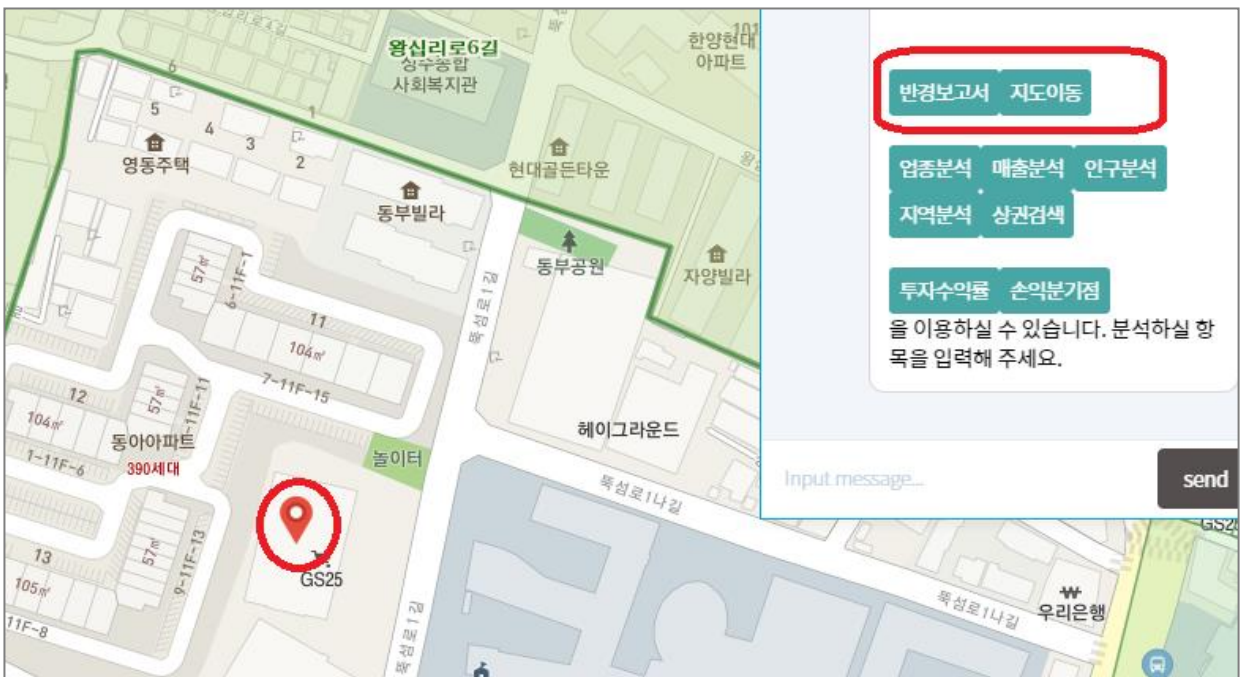 왕십리로6길
성수종합
사회복지관
한양현대
아파트
101
6
5
4
3
2
1
영동주택
동부빌라
현대골든타운
동부공원
자양빌라
57㎡
6-11F-1
11
104㎡
7-11F-15
뚝섬로1길
12
104㎡
57㎡
동아아파트
390세대
1-11F-6
놀이터
헤이그라운드
뚝섬로1나길
GS25
13
105㎡
57㎡
9-11F-13
11F-8
뚝섬로1길
뚝섬로1나길
우리은행
반경보고서 지도이동
업종분석 매출분석 인구분석
지역분석 상권검색
투자수익률 손익분기점
을 이용하실 수 있습니다. 분석하실 항
목을 입력해 주세요.
Input message...
send